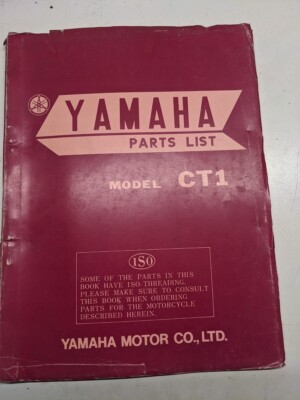 YAMAHA
PARTS LIST
MODEL CT1
ISO
SOME OF THE PARTS IN THIS
BOOK HAVE ISO THREADING.
PLEASE MAKE SURE TO CONSULT
THIS BOOK WHEN ORDERING
PARTS FOR THE MOTORCYCLE
DESCRIBED HEREIN.
YAMAHA MOTOR CO., LTD.